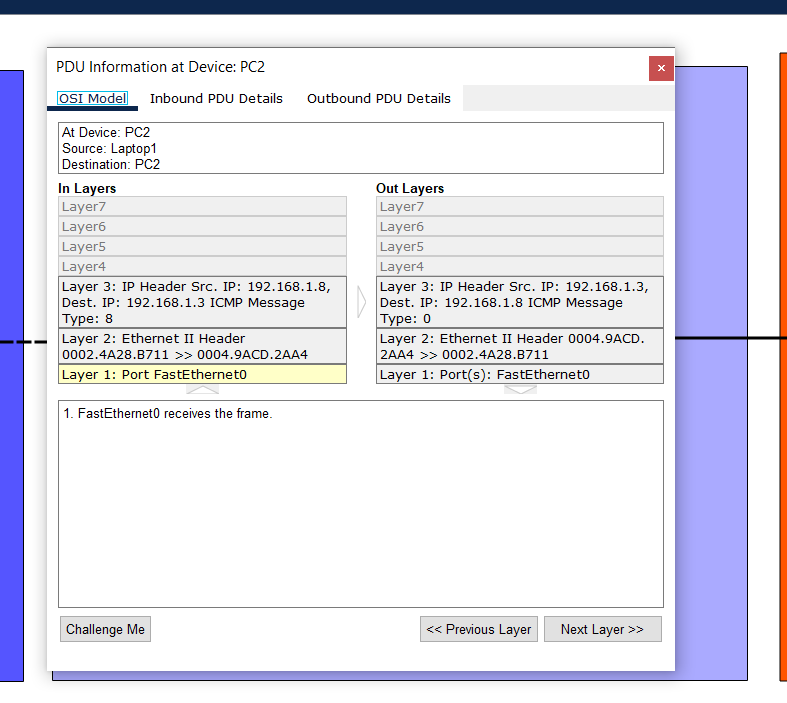 PDU Information at Device: PC2
×
OSI Model Inbound PDU Details Outbound PDU Details
At Device: PC2
Source: Laptop1
Destination: PC2
In Layers
Layer7
Layer6
Layer5
Layer4
Layer 3: IP Header Src. IP: 192.168.1.8,
Dest. IP: 192.168.1.3 ICMP Message
Type: 8
Layer 2: Ethernet II Header
0002.4A28.B711 >> 0004.9ACD.2AA4
Layer 1: Port FastEthernet0
Out Layers
Layer7
Layer6
Layer5
Layer4
Layer 3: IP Header Src. IP: 192.168.1.3,
Dest. IP: 192.168.1.8 ICMP Message
Type: 0
Layer 2: Ethernet II Header 0004.9ACD.
2AA4 >> 0002.4A28.B711
Layer 1: Port(s): FastEthernet0
1. FastEthernet0 receives the frame.
Challenge Me << Previous Layer Next Layer >>